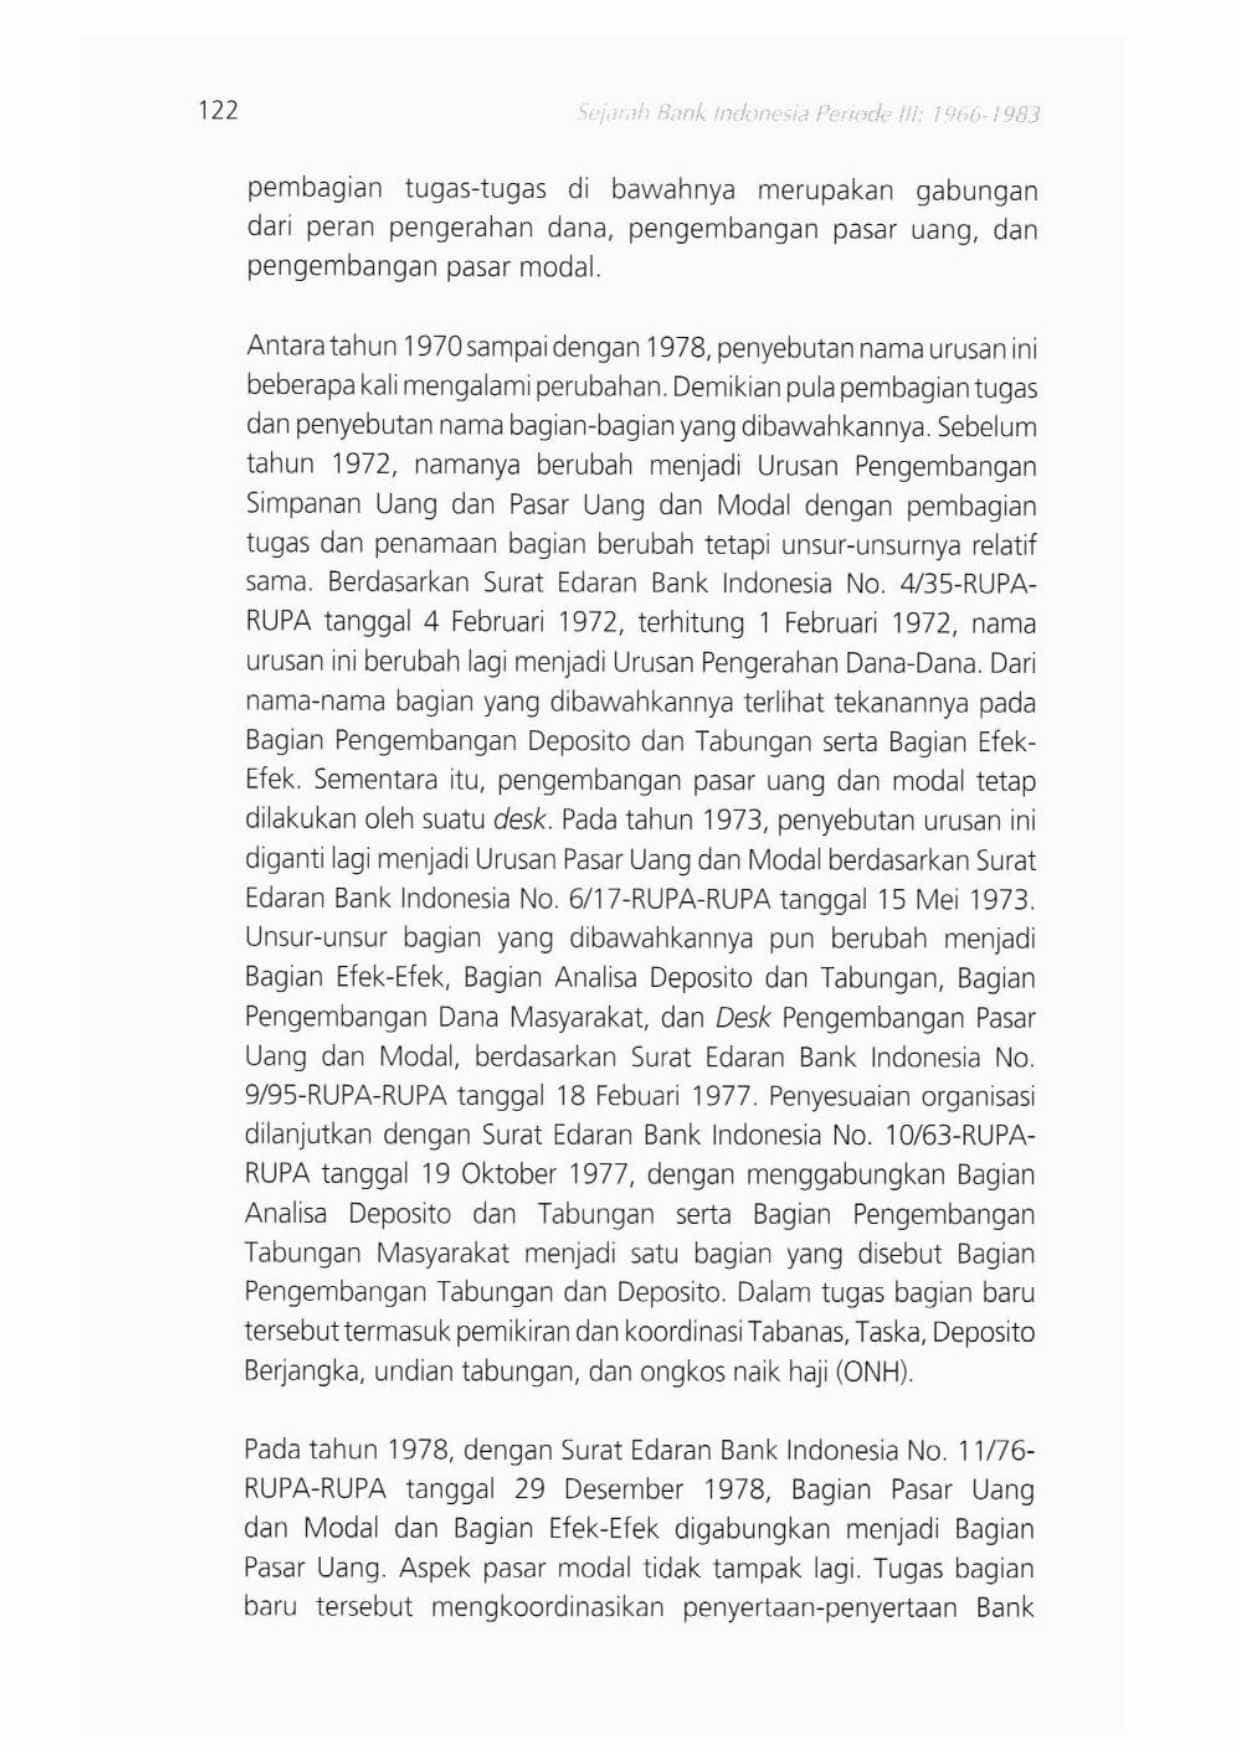 122
Sejarah Bank Indonesia Periode III: 1966-1983
pembagian tugas-tugas di bawahnya merupakan gabungan
dari peran pengerahan dana, pengembangan pasar uang, dan
pengembangan pasar modal.
Antara tahun 1970 sampai dengan 1978, penyebutan nama urusan ini
beberapa kali mengalami perubahan. Demikian pula pembagian tugas
dan penyebutan nama bagian-bagian yang dibawahkannya. Sebelum
tahun 1972, namanya berubah menjadi Urusan Pengembangan
Simpanan Uang dan Pasar Uang dan Modal dengan pembagian
tugas dan penamaan bagian berubah tetapi unsur-unsurnya relatif
sama. Berdasarkan Surat Edaran Bank Indonesia No. 4/35-RUPA-
RUPA tanggal 4 Februari 1972, terhitung 1 Februari 1972, nama
urusan ini berubah lagi menjadi Urusan Pengerahan Dana-Dana. Dari
nama-nama bagian yang dibawahkannya terlihat tekanannya pada
Bagian Pengembangan Deposito dan Tabungan serta Bagian Efek-
Efek. Sementara itu, pengembangan pasar uang dan modal tetap
dilakukan oleh suatu desk. Pada tahun 1973, penyebutan urusan ini
diganti lagi menjadi Urusan Pasar Uang dan Modal berdasarkan Surat
Edaran Bank Indonesia No. 6/17-RUPA-RUPA tanggal 15 Mei 1973.
Unsur-unsur bagian yang dibawahkannya pun berubah menjadi
Bagian Efek-Efek, Bagian Analisa Deposito dan Tabungan, Bagian
Pengembangan Dana Masyarakat, dan Desk Pengembangan Pasar
Uang dan Modal, berdasarkan Surat Edaran Bank Indonesia No.
9/95-RUPA-RUPA tanggal 18 Febuari 1977. Penyesuaian organisasi
dilanjutkan dengan Surat Edaran Bank Indonesia No. 10/63-RUPA-
RUPA tanggal 19 Oktober 1977, dengan menggabungkan Bagian
Analisa Deposito dan Tabungan serta Bagian Pengembangan
Tabungan Masyarakat menjadi satu bagian yang disebut Bagian
Pengembangan Tabungan dan Deposito. Dalam tugas bagian baru
tersebut termasuk pemikiran dan koordinasi Tabanas, Taska, Deposito
Berjangka, undian tabungan, dan ongkos naik haji (ONH).
Pada tahun 1978, dengan Surat Edaran Bank Indonesia No. 11/76-
RUPA-RUPA tanggal 29 Desember 1978, Bagian Pasar Uang
dan Modal dan Bagian Efek-Efek digabungkan menjadi Bagian
Pasar Uang. Aspek pasar modal tidak tampak lagi. Tugas bagian
baru tersebut mengkoordinasikan penyertaan-penyertaan Bank